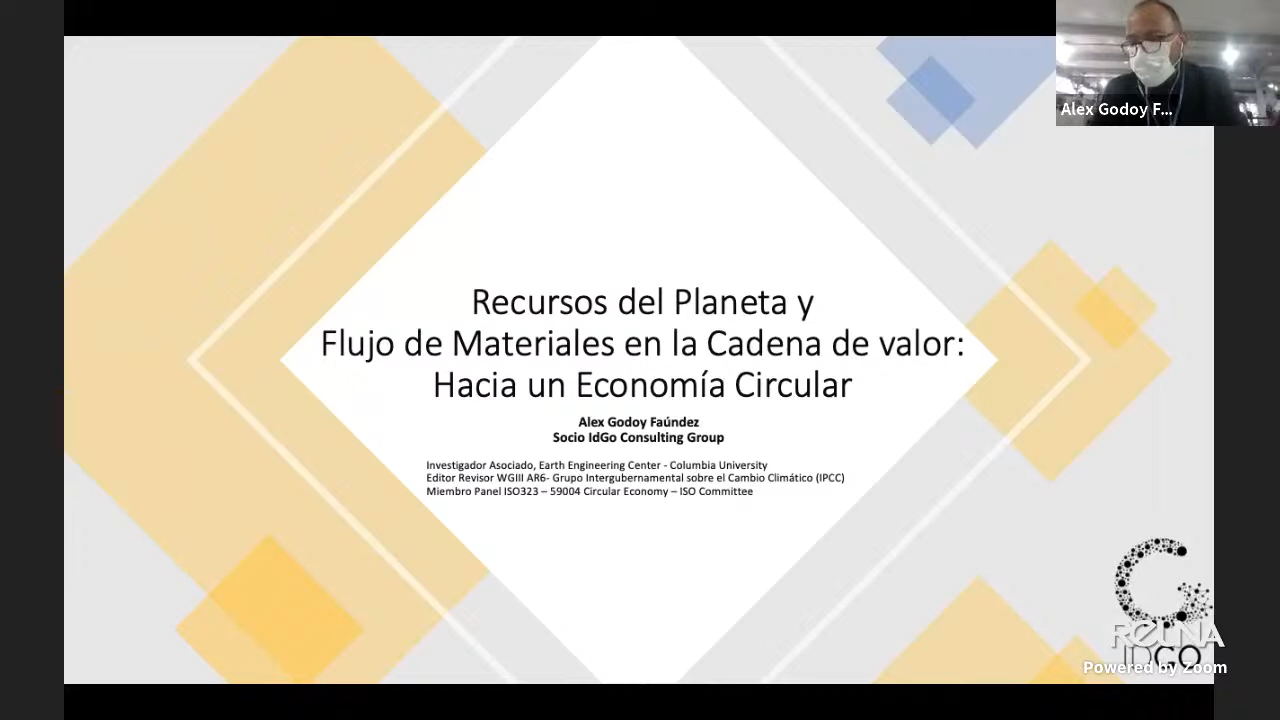 Alex Godoy F...
Recursos del Planeta y
Flujo de Materiales en la Cadena de valor:
Hacia un Economía Circular
Alex Godoy Faúndez
Socio IdGo Consulting Group
Investigador Asociado, Earth Engineering Center - Columbia University
Editor Revisor WGIII AR6- Grupo Intergubernamental sobre el Cambio Climático (IPCC)
Miembro Panel ISO323 – 59004 Circular Economy – ISO Committee
REUNA
IDGO
Powered by Zoom